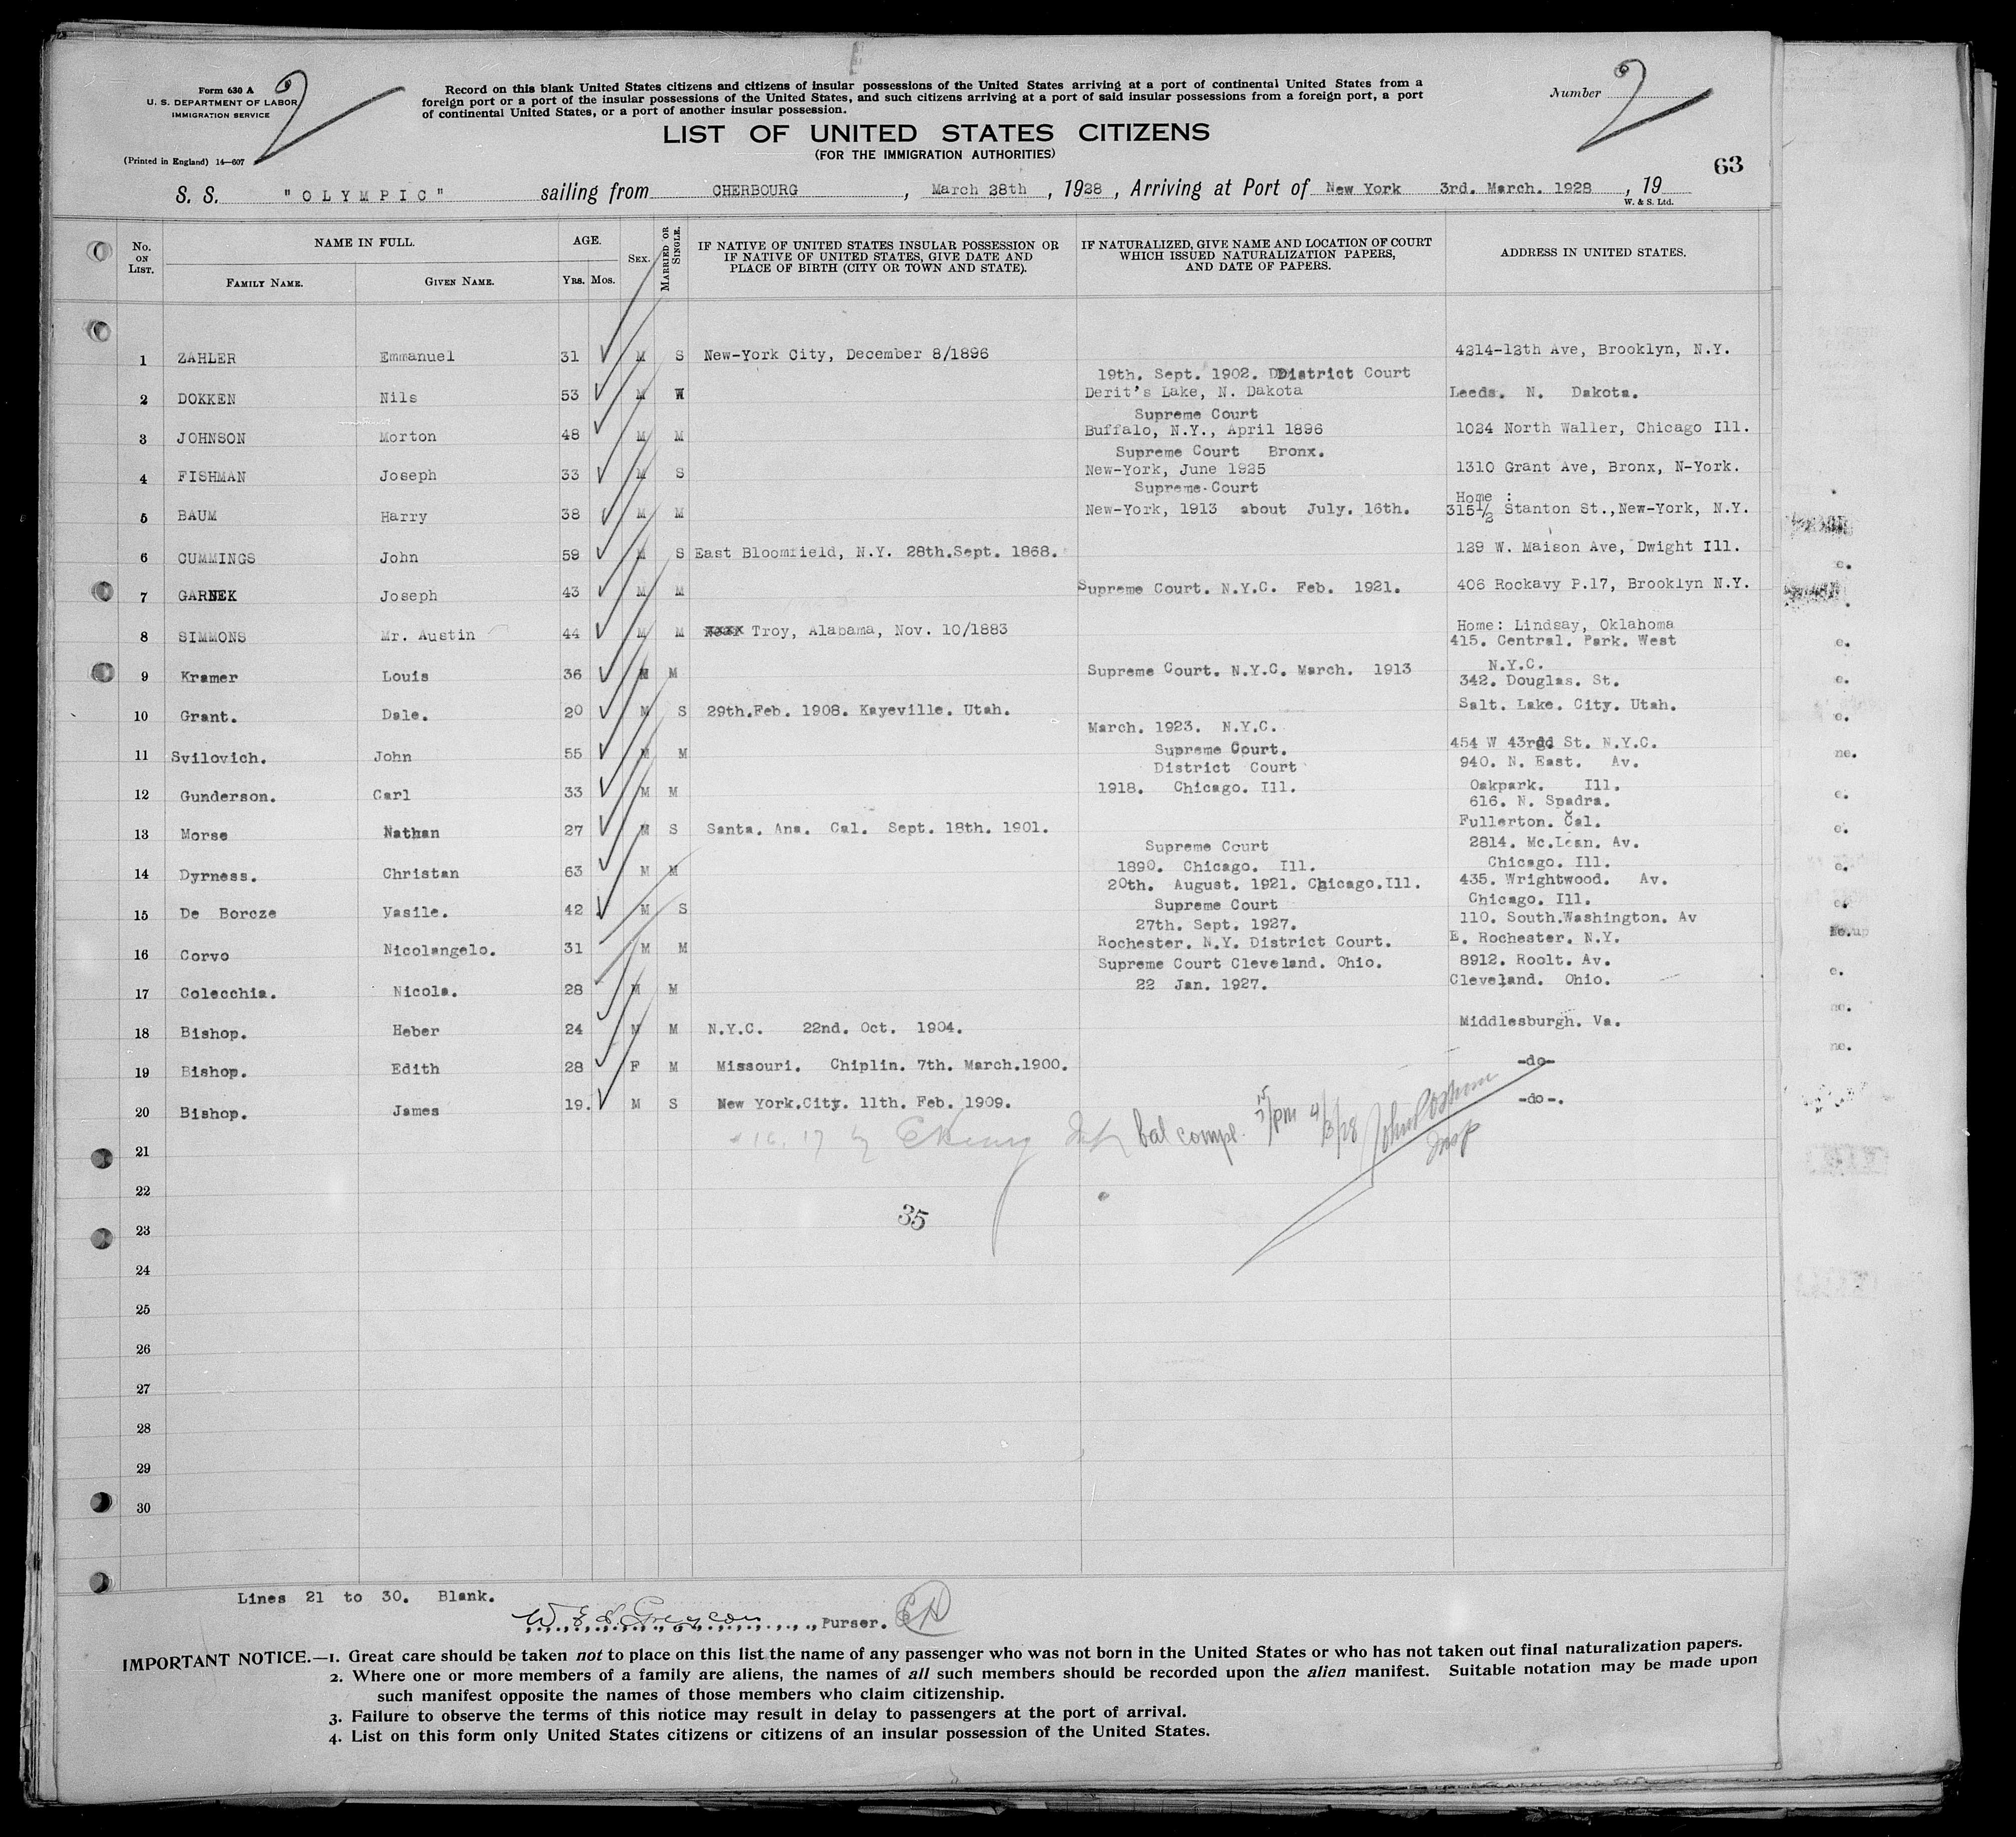 Form 630 A
U. S. DEPARTMENT OF LABOR
IMMIGRATION SERVICE
(Printed in England) 14—607
2
Record on this blank United States citizens and citizens of insular possessions of the United States arriving at a port of continental United States from a
foreign port or a port of the insular possessions of the United States, and such citizens arriving at a port of said insular possessions from a foreign port, a port
of continental United States, or a port of another insular possession.
Number 2
LIST OF UNITED STATES CITIZENS
(FOR THE IMMIGRATION AUTHORITIES)
63
S. S. "OLYMPIC" sailing from CHERBOURG, March 28th, 1928, Arriving at Port of New York 3rd. March. 1928, 19
W. & S. Ltd.
No. ON LIST. NAME IN FULL. AGE. SEX. MARRIED OR SINGLE. IF NATIVE OF UNITED STATES INSULAR POSSESSION OR IF NATIVE OF UNITED STATES, GIVE DATE AND PLACE OF BIRTH (CITY OR TOWN AND STATE). IF NATURALIZED, GIVE NAME AND LOCATION OF COURT WHICH ISSUED NATURALIZATION PAPERS, AND DATE OF PAPERS. ADDRESS IN UNITED STATES.
FAMILY NAME. GIVEN NAME. YRS. MOS.
1 ZAHLER Emmanuel 31 M S New-York City, December 8/1896 4214-12th Ave, Brooklyn, N.Y.
19th. Sept. 1902. District Court
2 DOKKEN Nils 53 M W Derit's Lake, N. Dakota Leeds. N. Dakota.
Supreme Court
3 JOHNSON Morton 48 M M Buffalo, N.Y., April 1896 1024 North Waller, Chicago Ill.
Supreme Court Bronx.
4 FISHMAN Joseph 33 M S New-York, June 1925 1310 Grant Ave, Bronx, N-York.
Supreme Court Home :
5 BAUM Harry 38 M M New-York, 1913 about July. 16th. 315½ Stanton St.,New-York, N.Y.
6 CUMMINGS John 59 M S East Bloomfield, N.Y. 28th.Sept. 1868. 129 W. Maison Ave, Dwight Ill.
7 GARNEK Joseph 43 M M Supreme Court. N.Y.C. Feb. 1921. 406 Rockavy P.17, Brooklyn N.Y.
8 SIMMONS Mr. Austin 44 M M Troy, Alabama, Nov. 10/1883 Home: Lindsay, Oklahoma
415. Central. Park. West
9 Kramer Louis 36 M M Supreme Court. N.Y.C. March. 1913 N.Y.C.
342. Douglas. St.
10 Grant. Dale. 20 M S 29th.Feb. 1908. Kayeville. Utah. Salt. Lake. City. Utah.
March. 1923. N.Y.C.
11 Svilovich. John 55 M M Supreme Court. 454 W 43rd St. N.Y.C.
District Court 940. N. East. Av.
12 Gunderson. Carl 33 M M 1918. Chicago. Ill. Oakpark. Ill.
616. N. Spadra.
13 Morse Nathan 27 M S Santa. Ana. Cal. Sept. 18th. 1901. Fullerton. Cal.
Supreme Court 2814. Mc.Lean. Av.
14 Dyrness. Christan 63 M M 1890. Chicago. Ill. Chicago. Ill.
20th. August. 1921. Chicago.Ill. 435. Wrightwood. Av.
15 De Borcze Vasile. 42 M S Supreme Court Chicago. Ill.
27th. Sept. 1927. 110. South.Washington. Av
16 Corvo Nicolangelo. 31 M M Rochester. N.Y. District Court. E. Rochester. N.Y.
Supreme Court Cleveland. Ohio. 8912. Roolt. Av.
17 Colecchia. Nicola. 28 M M 22 Jan. 1927. Cleveland. Ohio.
18 Bishop. Heber 24 M M N.Y.C. 22nd. Oct. 1904. Middlesburgh. Va.
19 Bishop. Edith 28 F M Missouri. Chiplin. 7th. March.1900. -do-
20 Bishop. James 19. M S New York.City. 11th. Feb. 1909. -do-.
16, 17 by bal compl. pm 4/3/28 Insp
21
22
35
23
24
25
26
27
28
29
30
Lines 21 to 30. Blank.
Purser. EH
IMPORTANT NOTICE.—1. Great care should be taken not to place on this list the name of any passenger who was not born in the United States or who has not taken out final naturalization papers.
2. Where one or more members of a family are aliens, the names of all such members should be recorded upon the alien manifest. Suitable notation may be made upon
such manifest opposite the names of those members who claim citizenship.
3. Failure to observe the terms of this notice may result in delay to passengers at the port of arrival.
4. List on this form only United States citizens or citizens of an insular possession of the United States.